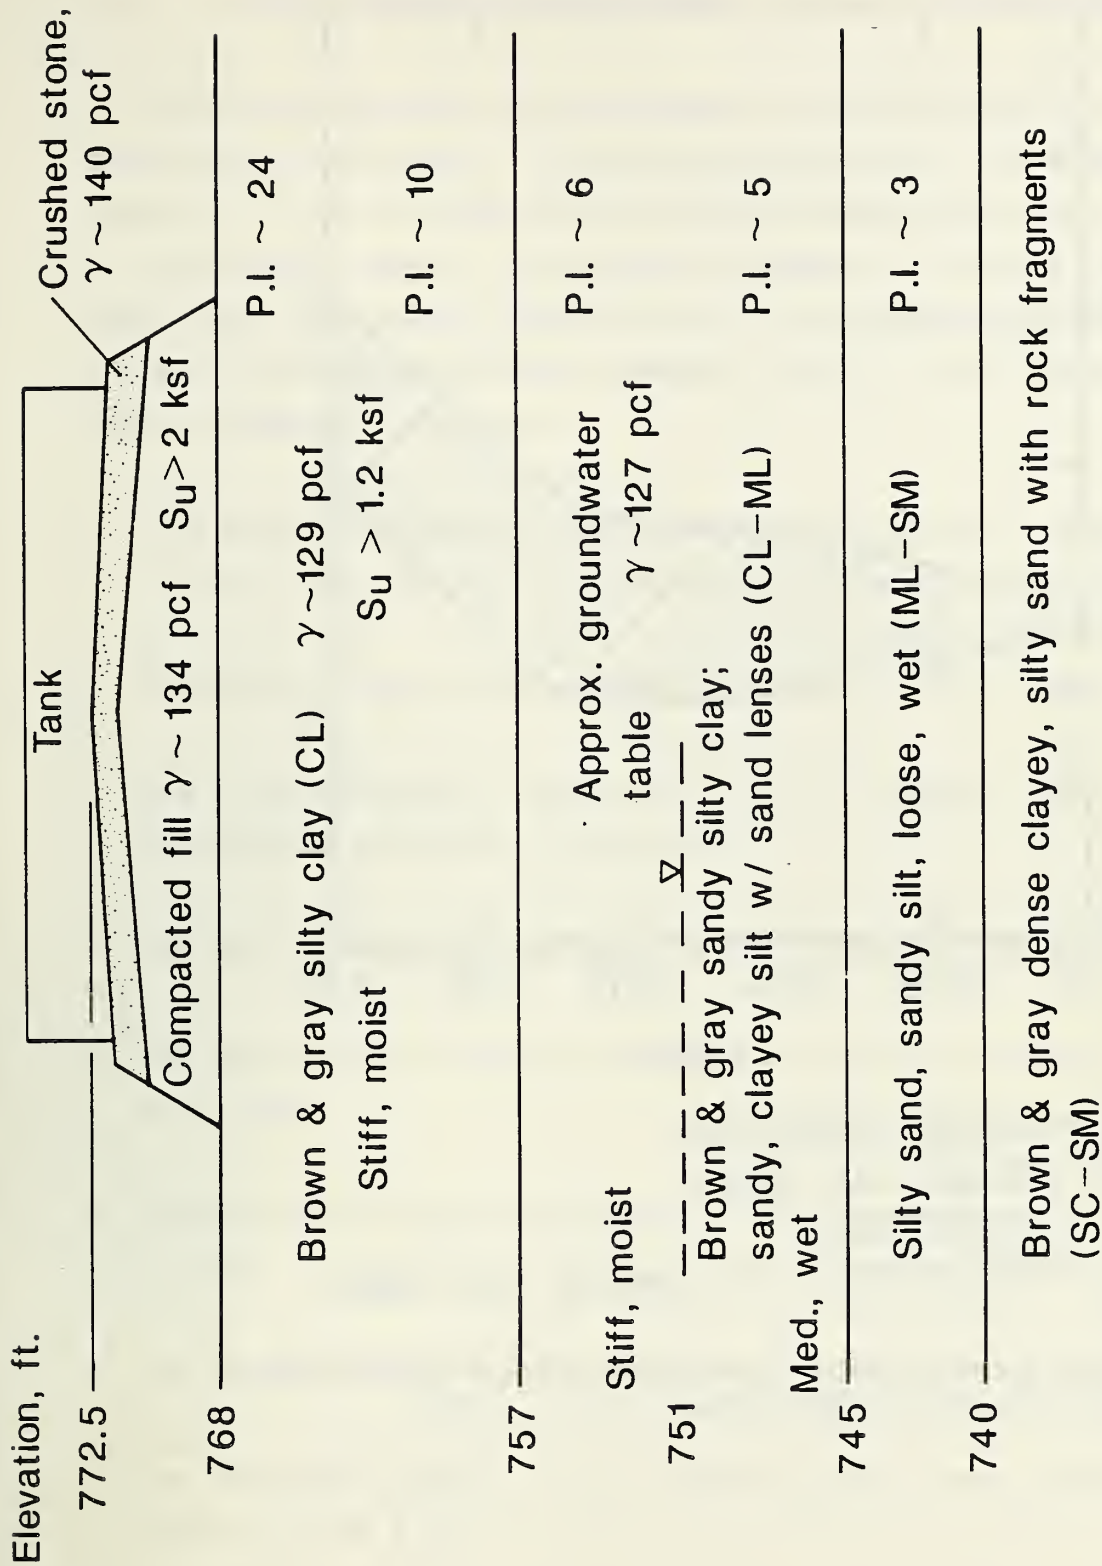 Elevation, ft.
Crushed stone,
γ ~ 140 pcf
Tank
772.5
Compacted fill γ ~ 134 pcf Su > 2 ksf
768
P.I. ~ 24
Brown & gray silty clay (CL) γ ~129 pcf
Stiff, moist
Su > 1.2 ksf
P.I. ~ 10
757
P.I. ~ 6
Stiff, moist
Approx. groundwater
table
γ ~127 pcf
751
Brown & gray sandy silty clay;
sandy, clayey silt w/ sand lenses (CL-ML)
P.I. ~ 5
Med., wet
745
Silty sand, sandy silt, loose, wet (ML-SM)
P.I. ~ 3
740
Brown & gray dense clayey, silty sand with rock fragments
(SC-SM)